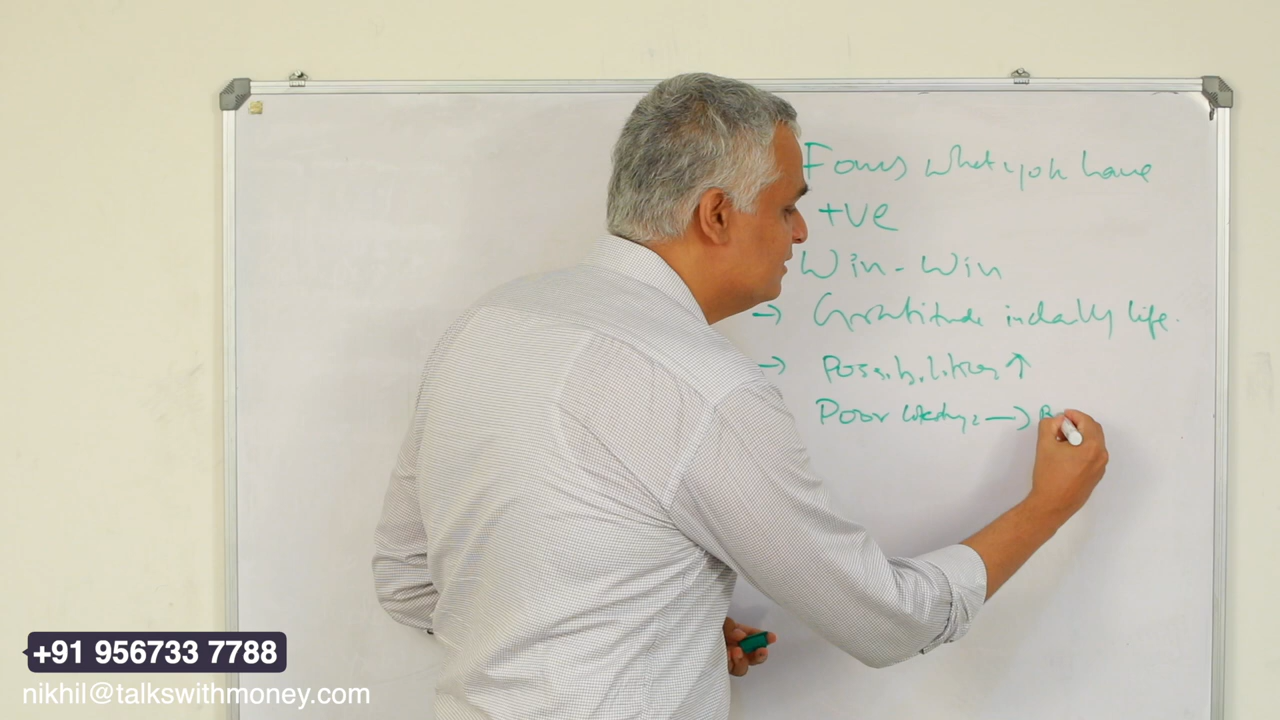 Focus what you have
+ve
Win-Win
→ Gratitude in daily life.
→ Possibilities ↑
Poor →
+91 956733 7788
nikhil@talkswithmoney.com